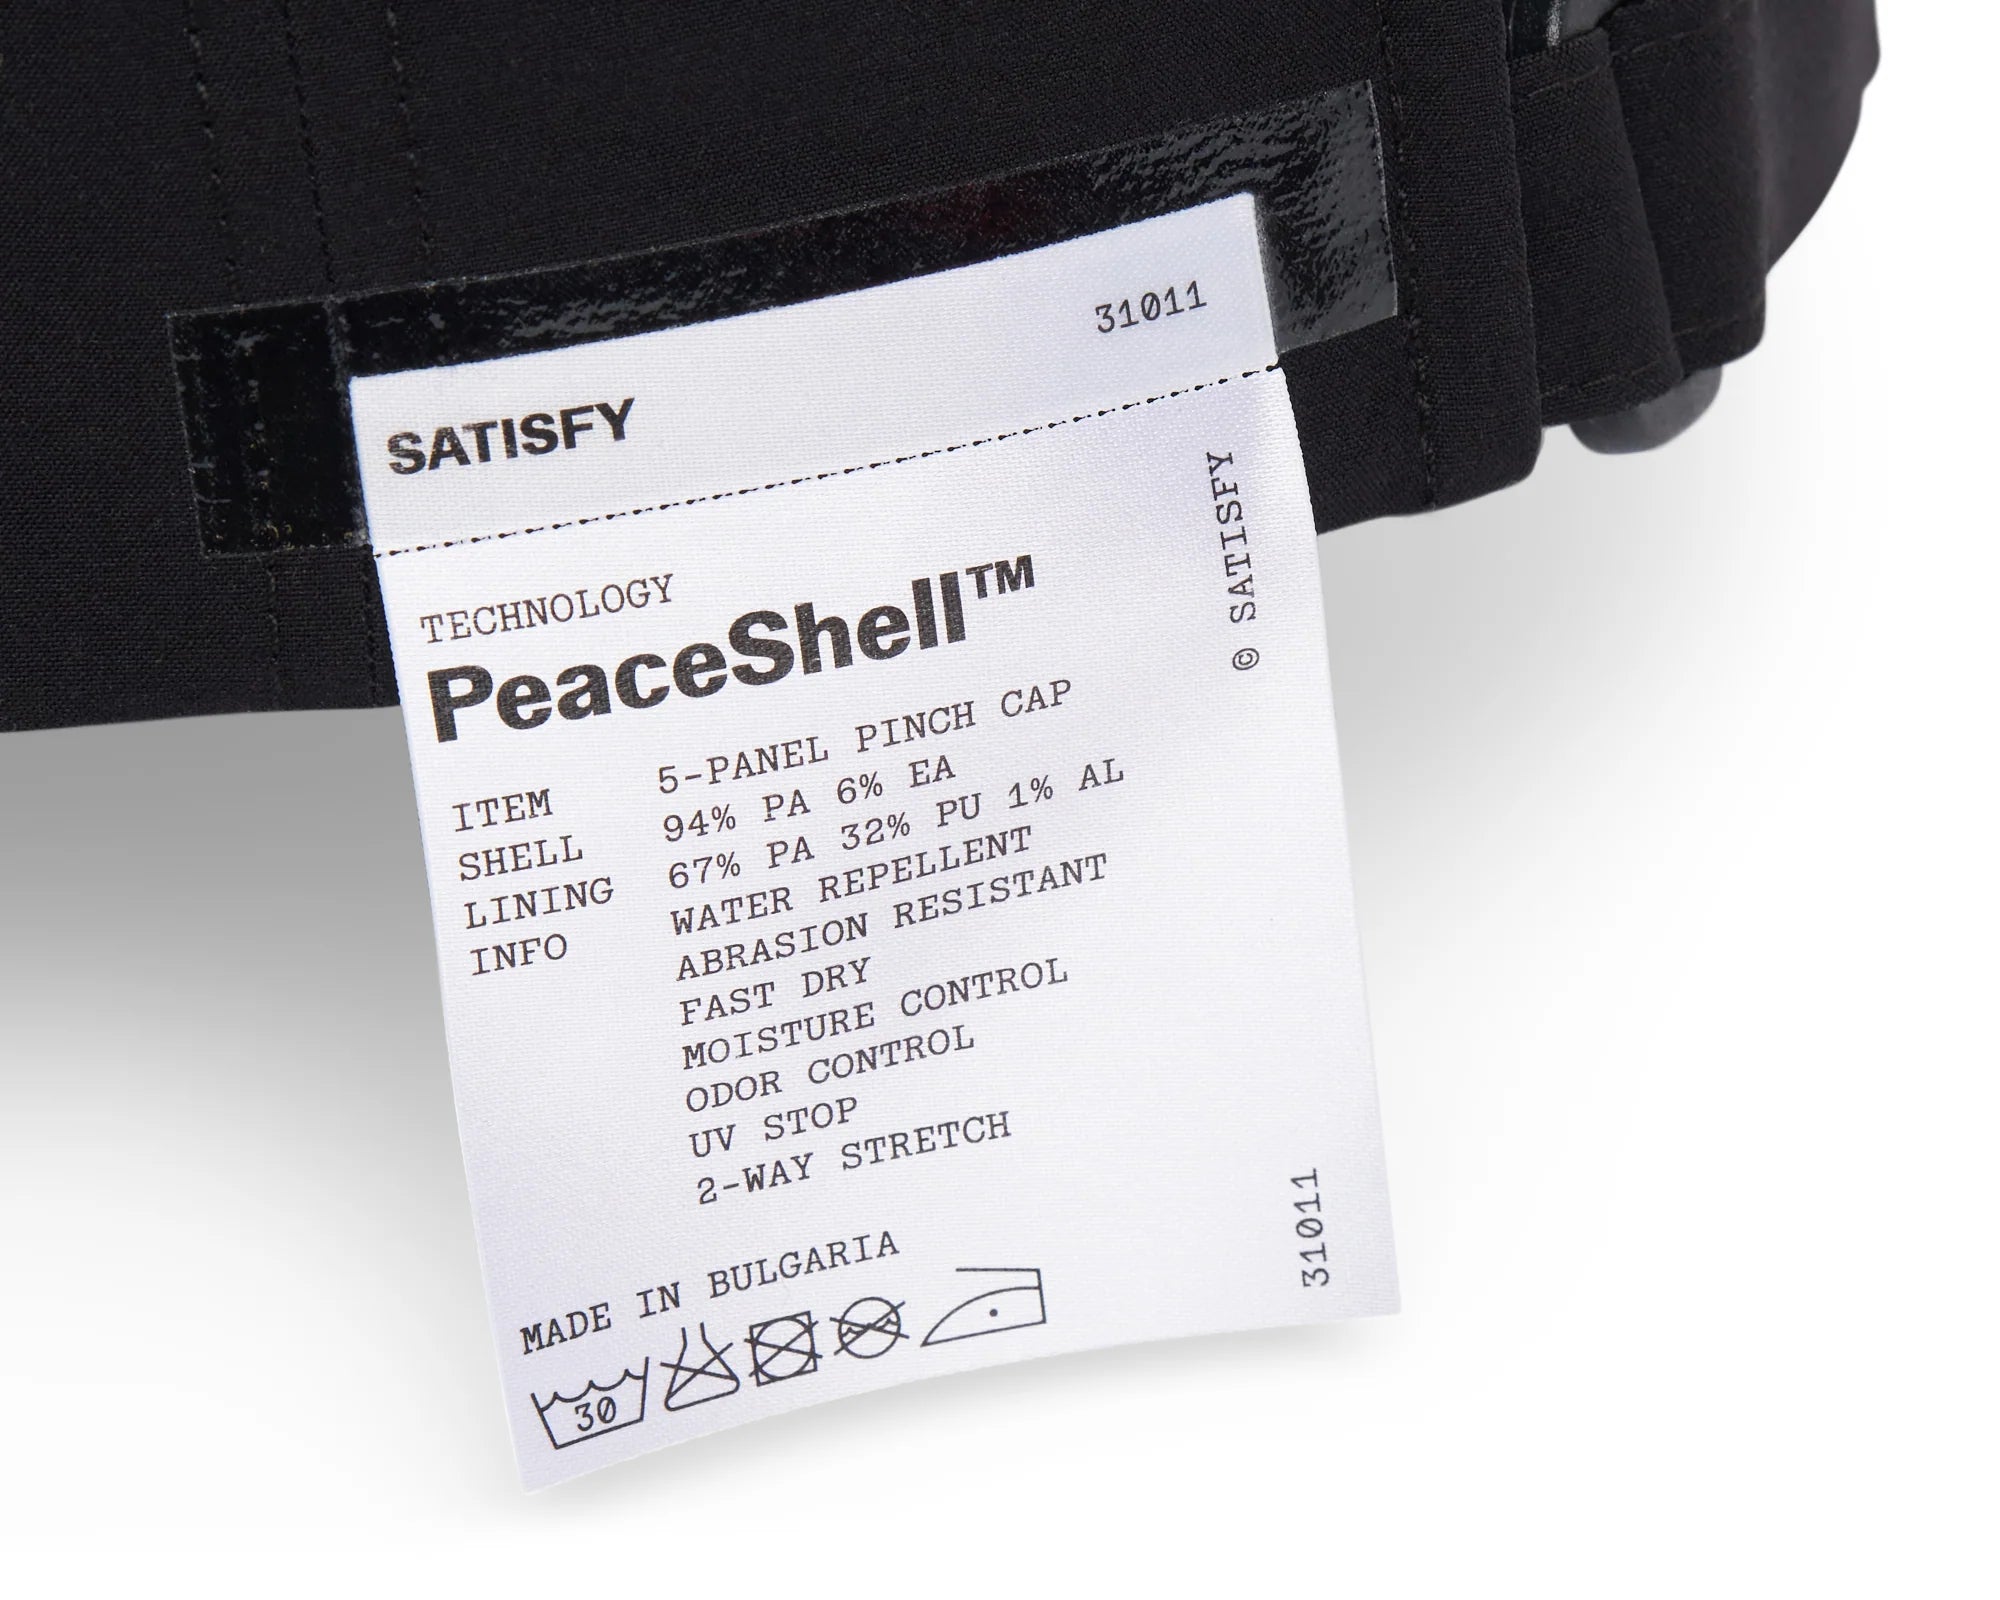 SATISFY
31011
© SATISFY
TECHNOLOGY
PeaceShell™
ITEM 5-PANEL PINCH CAP
SHELL 94% PA 6% EA
LINING 67% PA 32% PU 1% AL
INFO WATER REPELLENT
ABRASION RESISTANT
FAST DRY
MOISTURE CONTROL
ODOR CONTROL
UV STOP
2-WAY STRETCH
31011
MADE IN BULGARIA
30